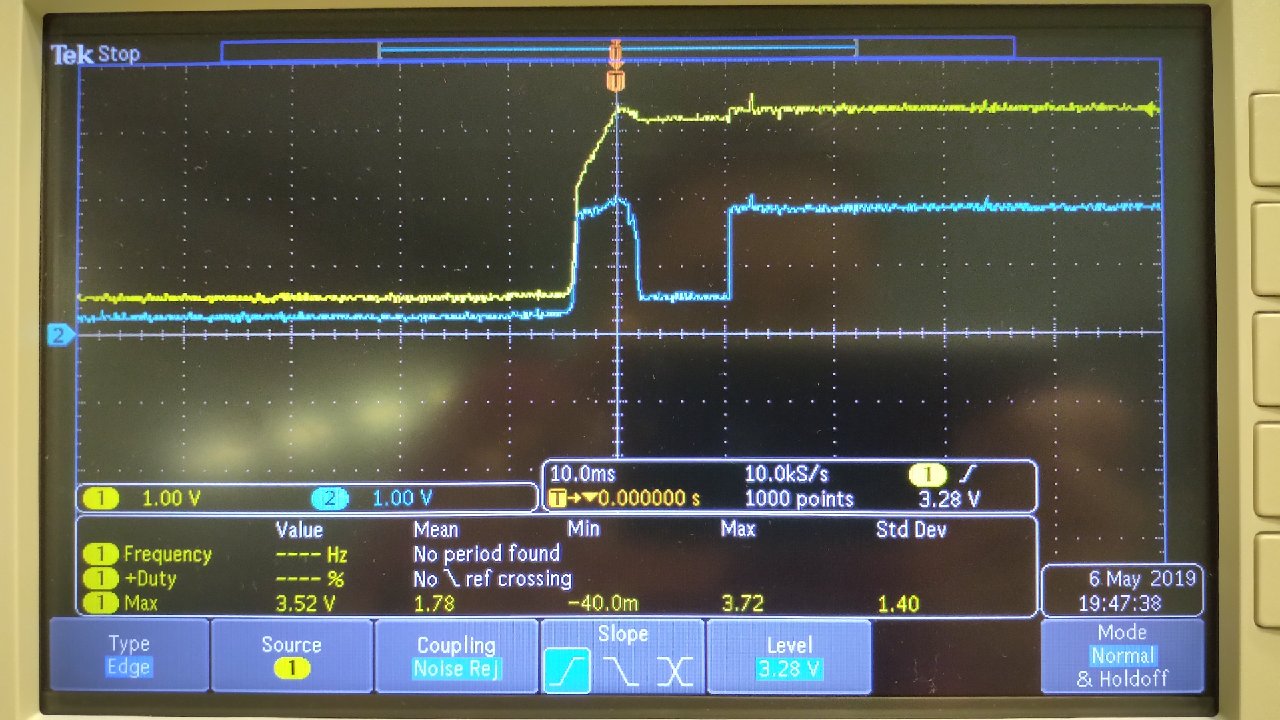 Tek Stop
T
T
2
1 1.00 V 2 1.00 V
10.0ms 10.0kS/s 1
T→▼0.000000 s 1000 points 3.28 V
Value Mean Min Max Std Dev
1 Frequency ---- Hz No period found
1 +Duty ---- % No ref crossing
1 Max 3.52 V 1.78 −40.0m 3.72 1.40
6 May 2019
19:47:38
Type
Edge
Source
1
Coupling
Noise Rej
Slope
Level
3.28 V
Mode
Normal
& Holdoff